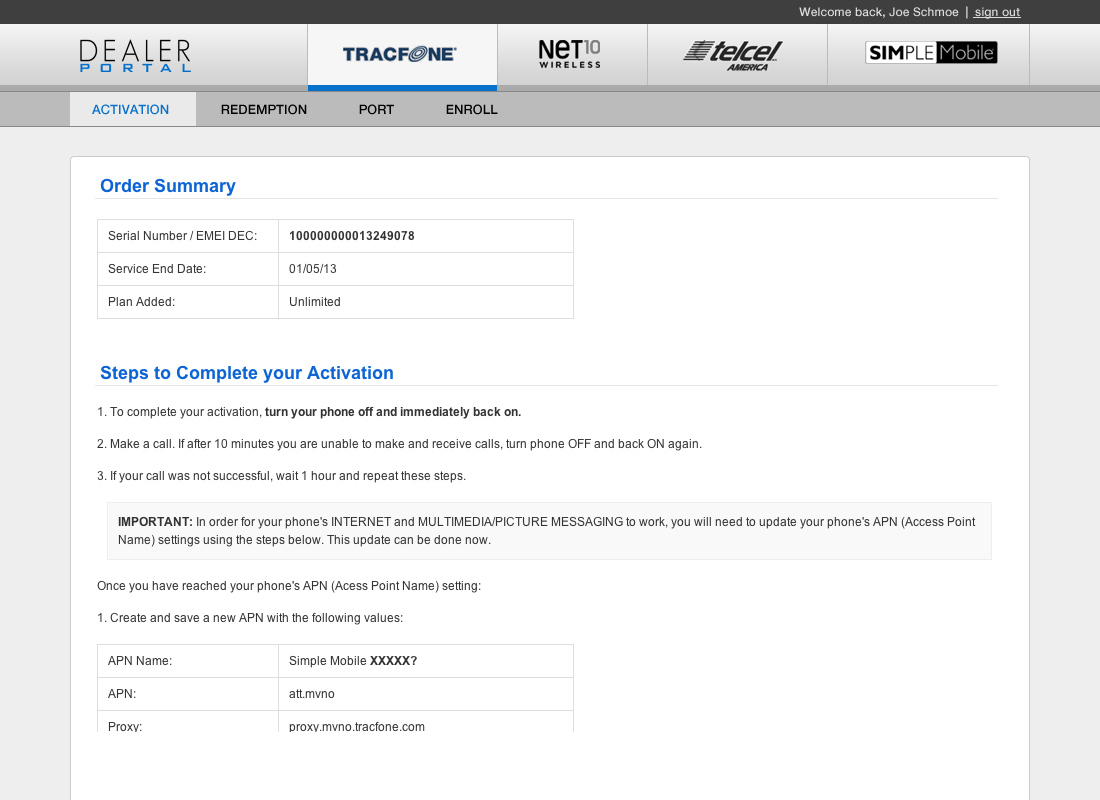 Welcome back, Joe Schmoe | sign out
DEALER
PORTAL
TRACFONE
NET10
WIRELESS
telcel
AMERICA
SIMPLE Mobile
ACTIVATION REDEMPTION PORT ENROLL
Order Summary
Serial Number / EMEI DEC: 100000000013249078
Service End Date: 01/05/13
Plan Added: Unlimited
Steps to Complete your Activation
1. To complete your activation, turn your phone off and immediately back on.
2. Make a call. If after 10 minutes you are unable to make and receive calls, turn phone OFF and back ON again.
3. If your call was not successful, wait 1 hour and repeat these steps.
IMPORTANT: In order for your phone's INTERNET and MULTIMEDIA/PICTURE MESSAGING to work, you will need to update your phone's APN (Access Point
Name) settings using the steps below. This update can be done now.
Once you have reached your phone's APN (Acess Point Name) setting:
1. Create and save a new APN with the following values:
APN Name: Simple Mobile XXXXX?
APN: att.mvno
Proxy: proxy.mvno.tracfone.com